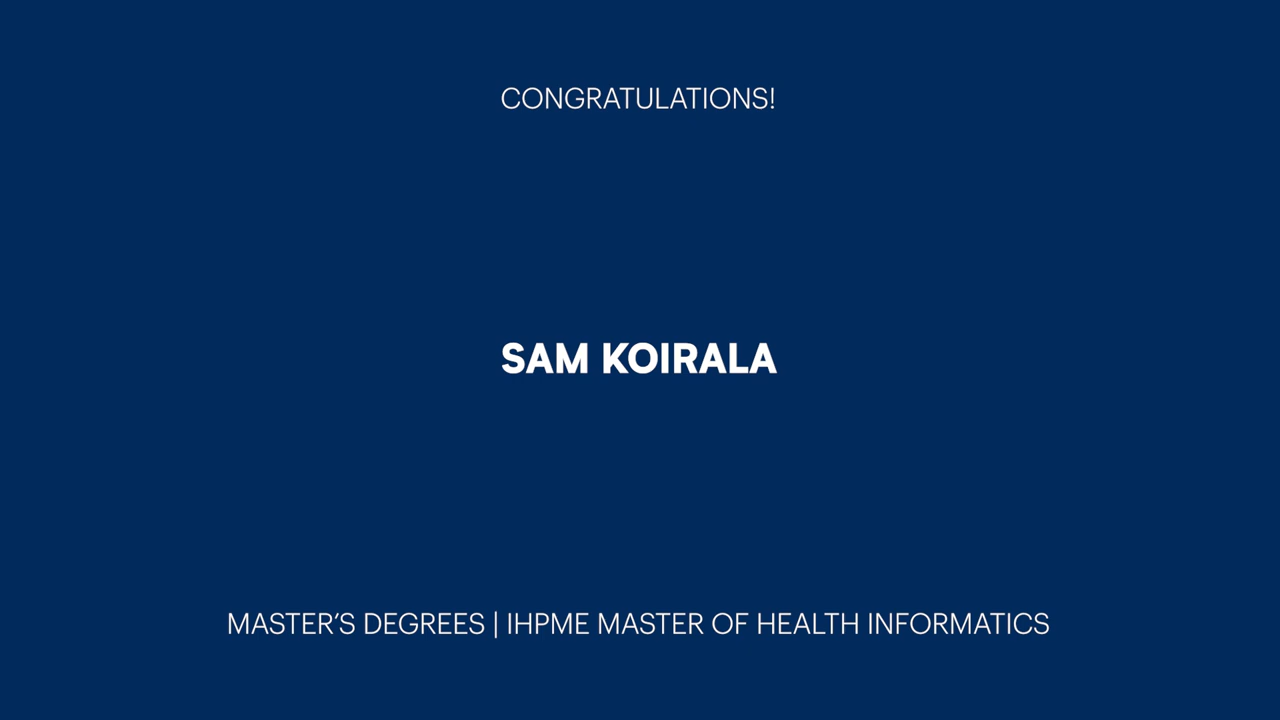 CONGRATULATIONS!
SAM KOIRALA
MASTER’S DEGREES | IHPME MASTER OF HEALTH INFORMATICS